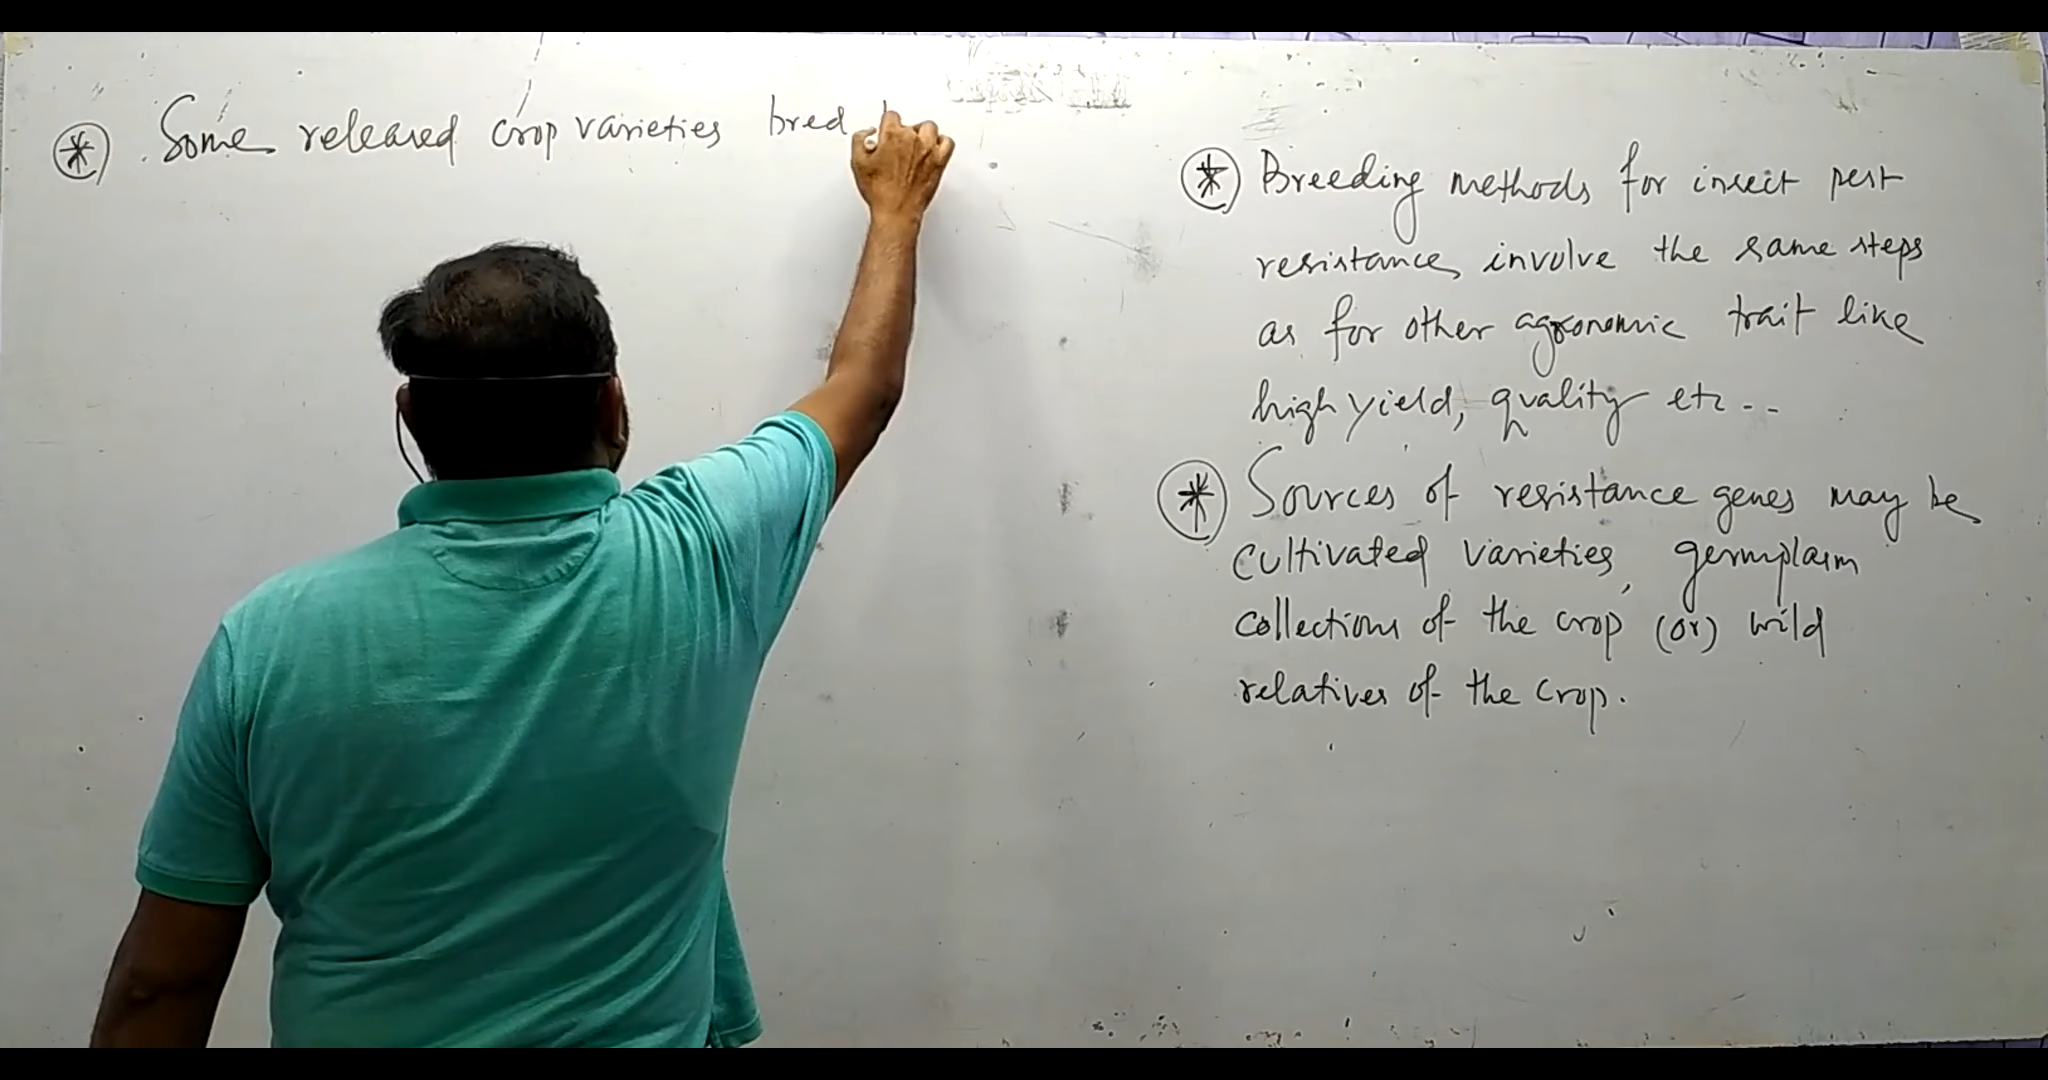 * Some released crop varieties bred
* Breeding methods for insect pest
resistance, involve the same steps
as for other agronomic trait like
high yield, quality etc--
* Sources of resistance genes may be
cultivated varieties, germplasm
collections of the crop (or) wild
relatives of the crop.